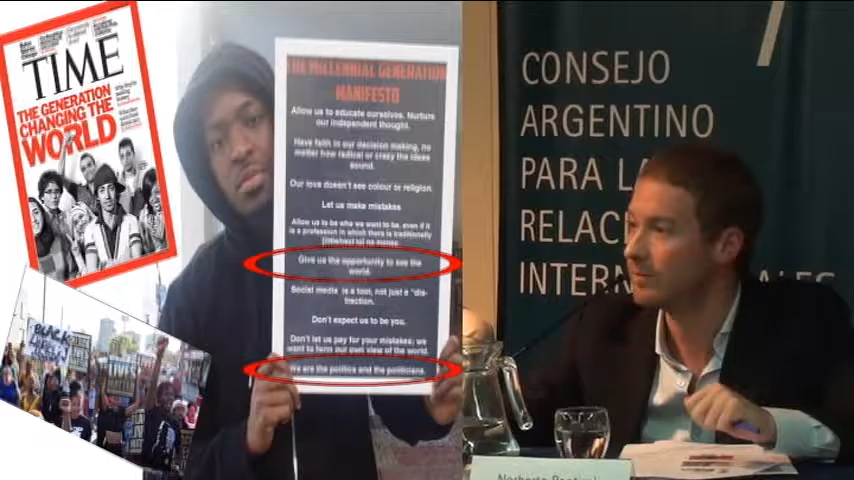 TIME
THE GENERATION
CHANGING THE
WORLD
THE MILLENNIAL GENERATION
MANIFESTO
Allow us to educate ourselves. Nurture
our independent thought.
Have faith in our decision making, no
matter how radical or crazy the ideas
sound.
Our love doesn't see colour or religion.
Let us make mistakes
Allow us to be who we want to be, even if it
is a profession in which there is traditionally
no money
Give us the opportunity to see the
world.
Social media is a tool, not just a "dis-
traction.
Don't expect us to be you.
Don't let us pay for your mistakes; we
want to form our own view of the world.
We are the politics and the politicians.
BLACK
CONSEJO
ARGENTINO
PARA LA
RELAC
INTERN ALES
Norberto